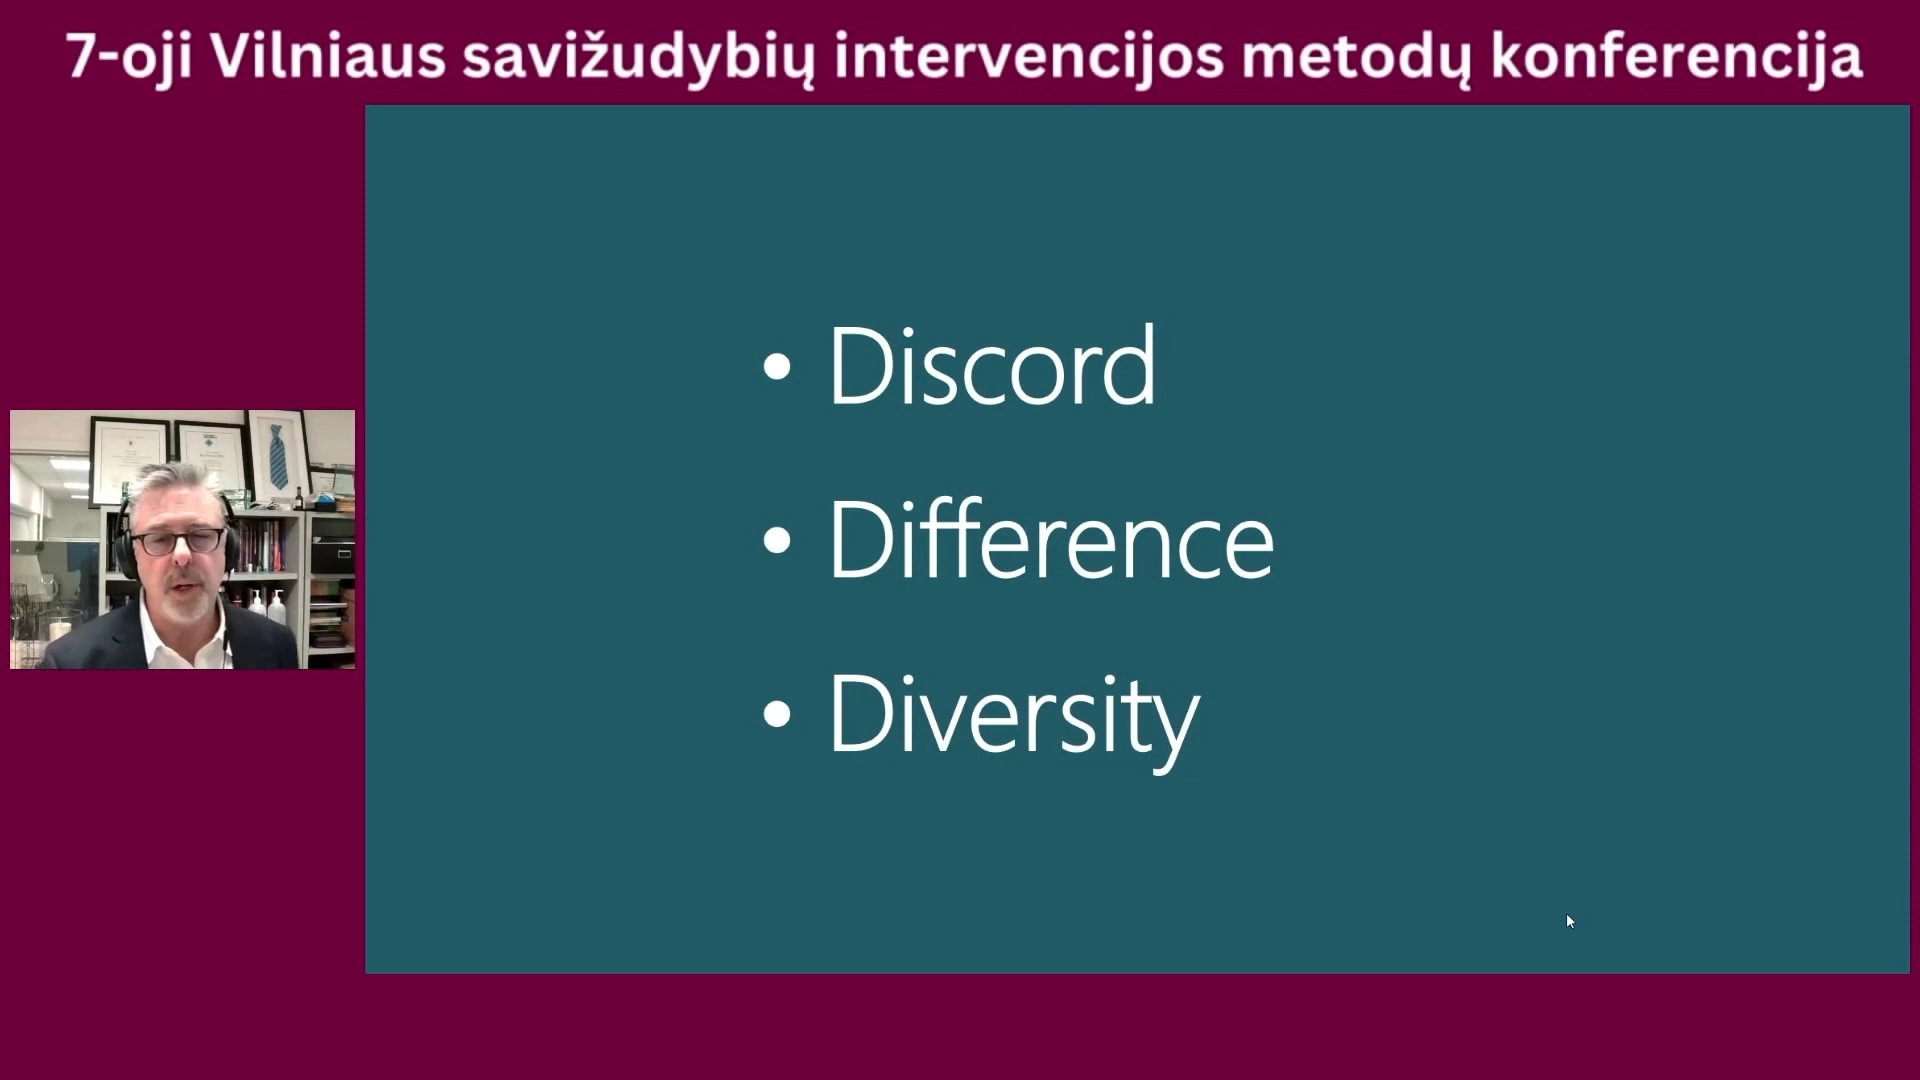 7-oji Vilniaus savižudybių intervencijos metodų konferencija
• Discord
• Difference
• Diversity